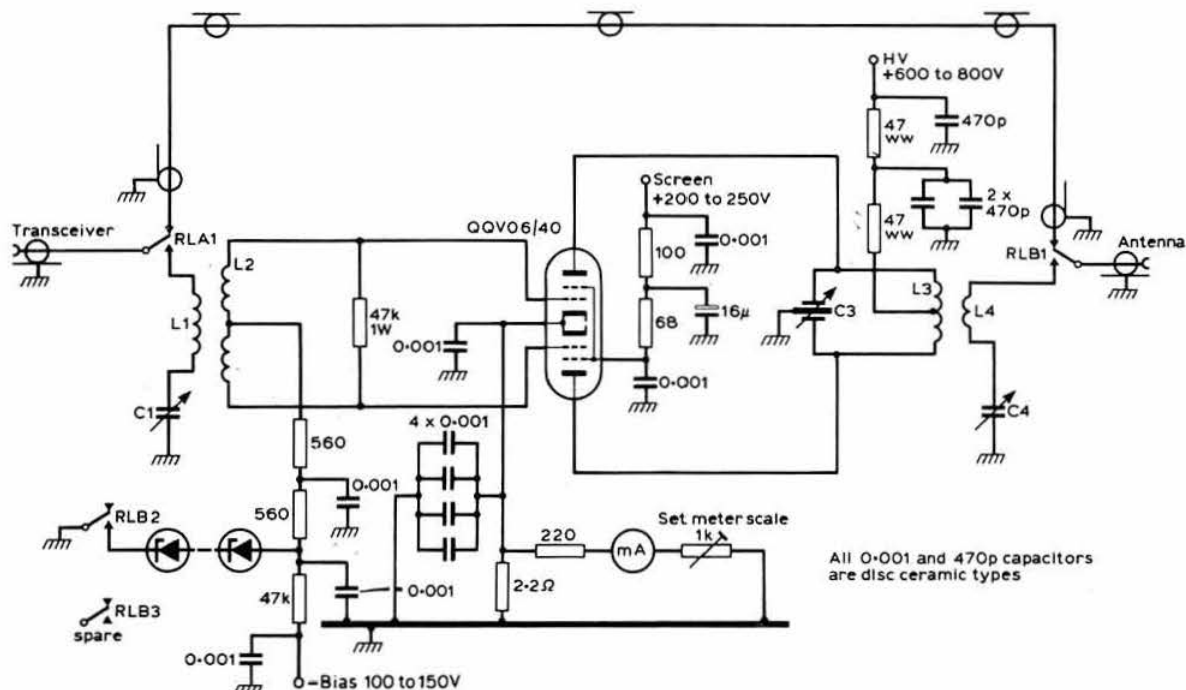 HV
+600 to 800V
47
ww
470p
Screen
+200 to 250V
2 x
470p
47
ww
Transceiver
RLA1
QQV06/40
0·001
100
Antenna
RLB1
L2
L1
47k
1W
0·001
68
16μ
C3
L3
L4
0·001
C1
C4
560
4 x 0·001
0·001
560
RLB2
Set meter scale
220
mA
1k
All 0·001 and 470p capacitors
are disc ceramic types
RLB3
spare
47k
0·001
2·2Ω
0·001
-Bias 100 to 150V